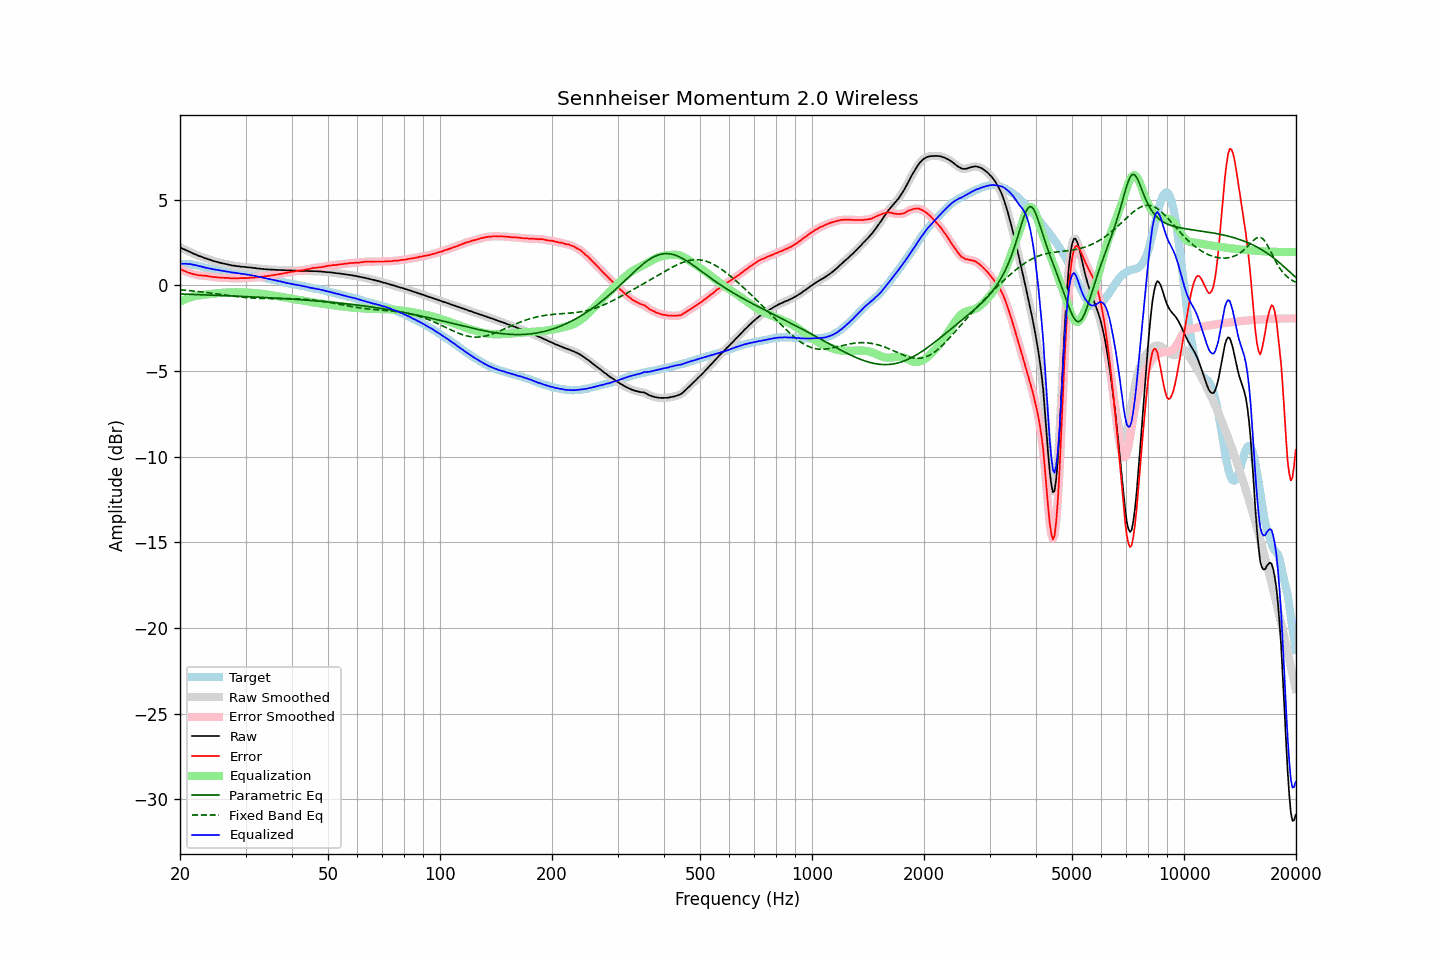 Sennheiser Momentum 2.0 Wireless
Amplitude (dBr)
5
0
−5
−10
−15
−20
−25
−30
Target
Raw Smoothed
Error Smoothed
Raw
Error
Equalization
Parametric Eq
Fixed Band Eq
Equalized
20 50 100 200 500 1000 2000 5000 10000 20000
Frequency (Hz)